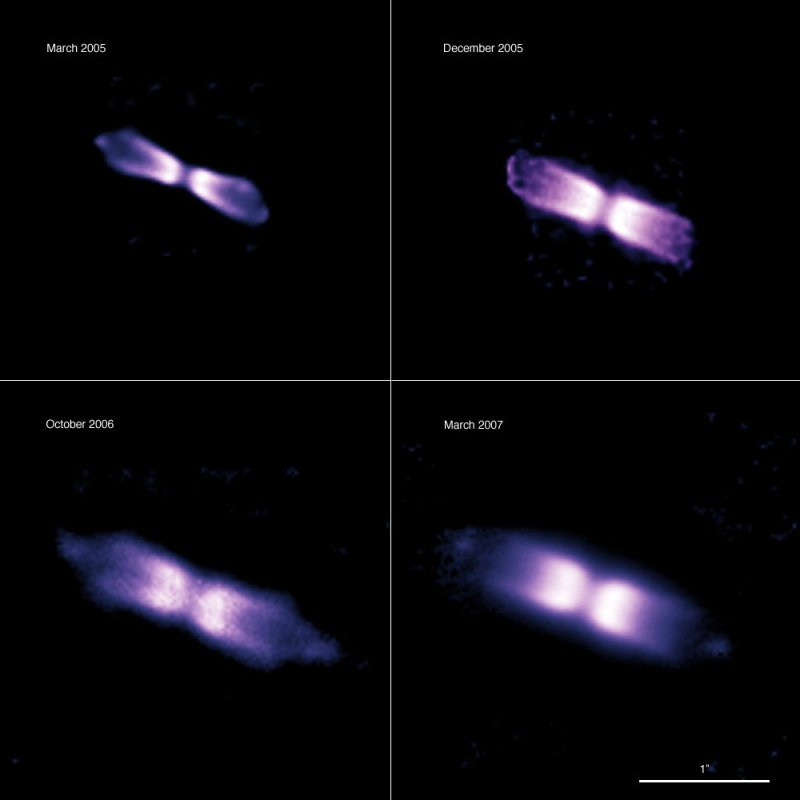 March 2005
December 2005
October 2006
March 2007
1"